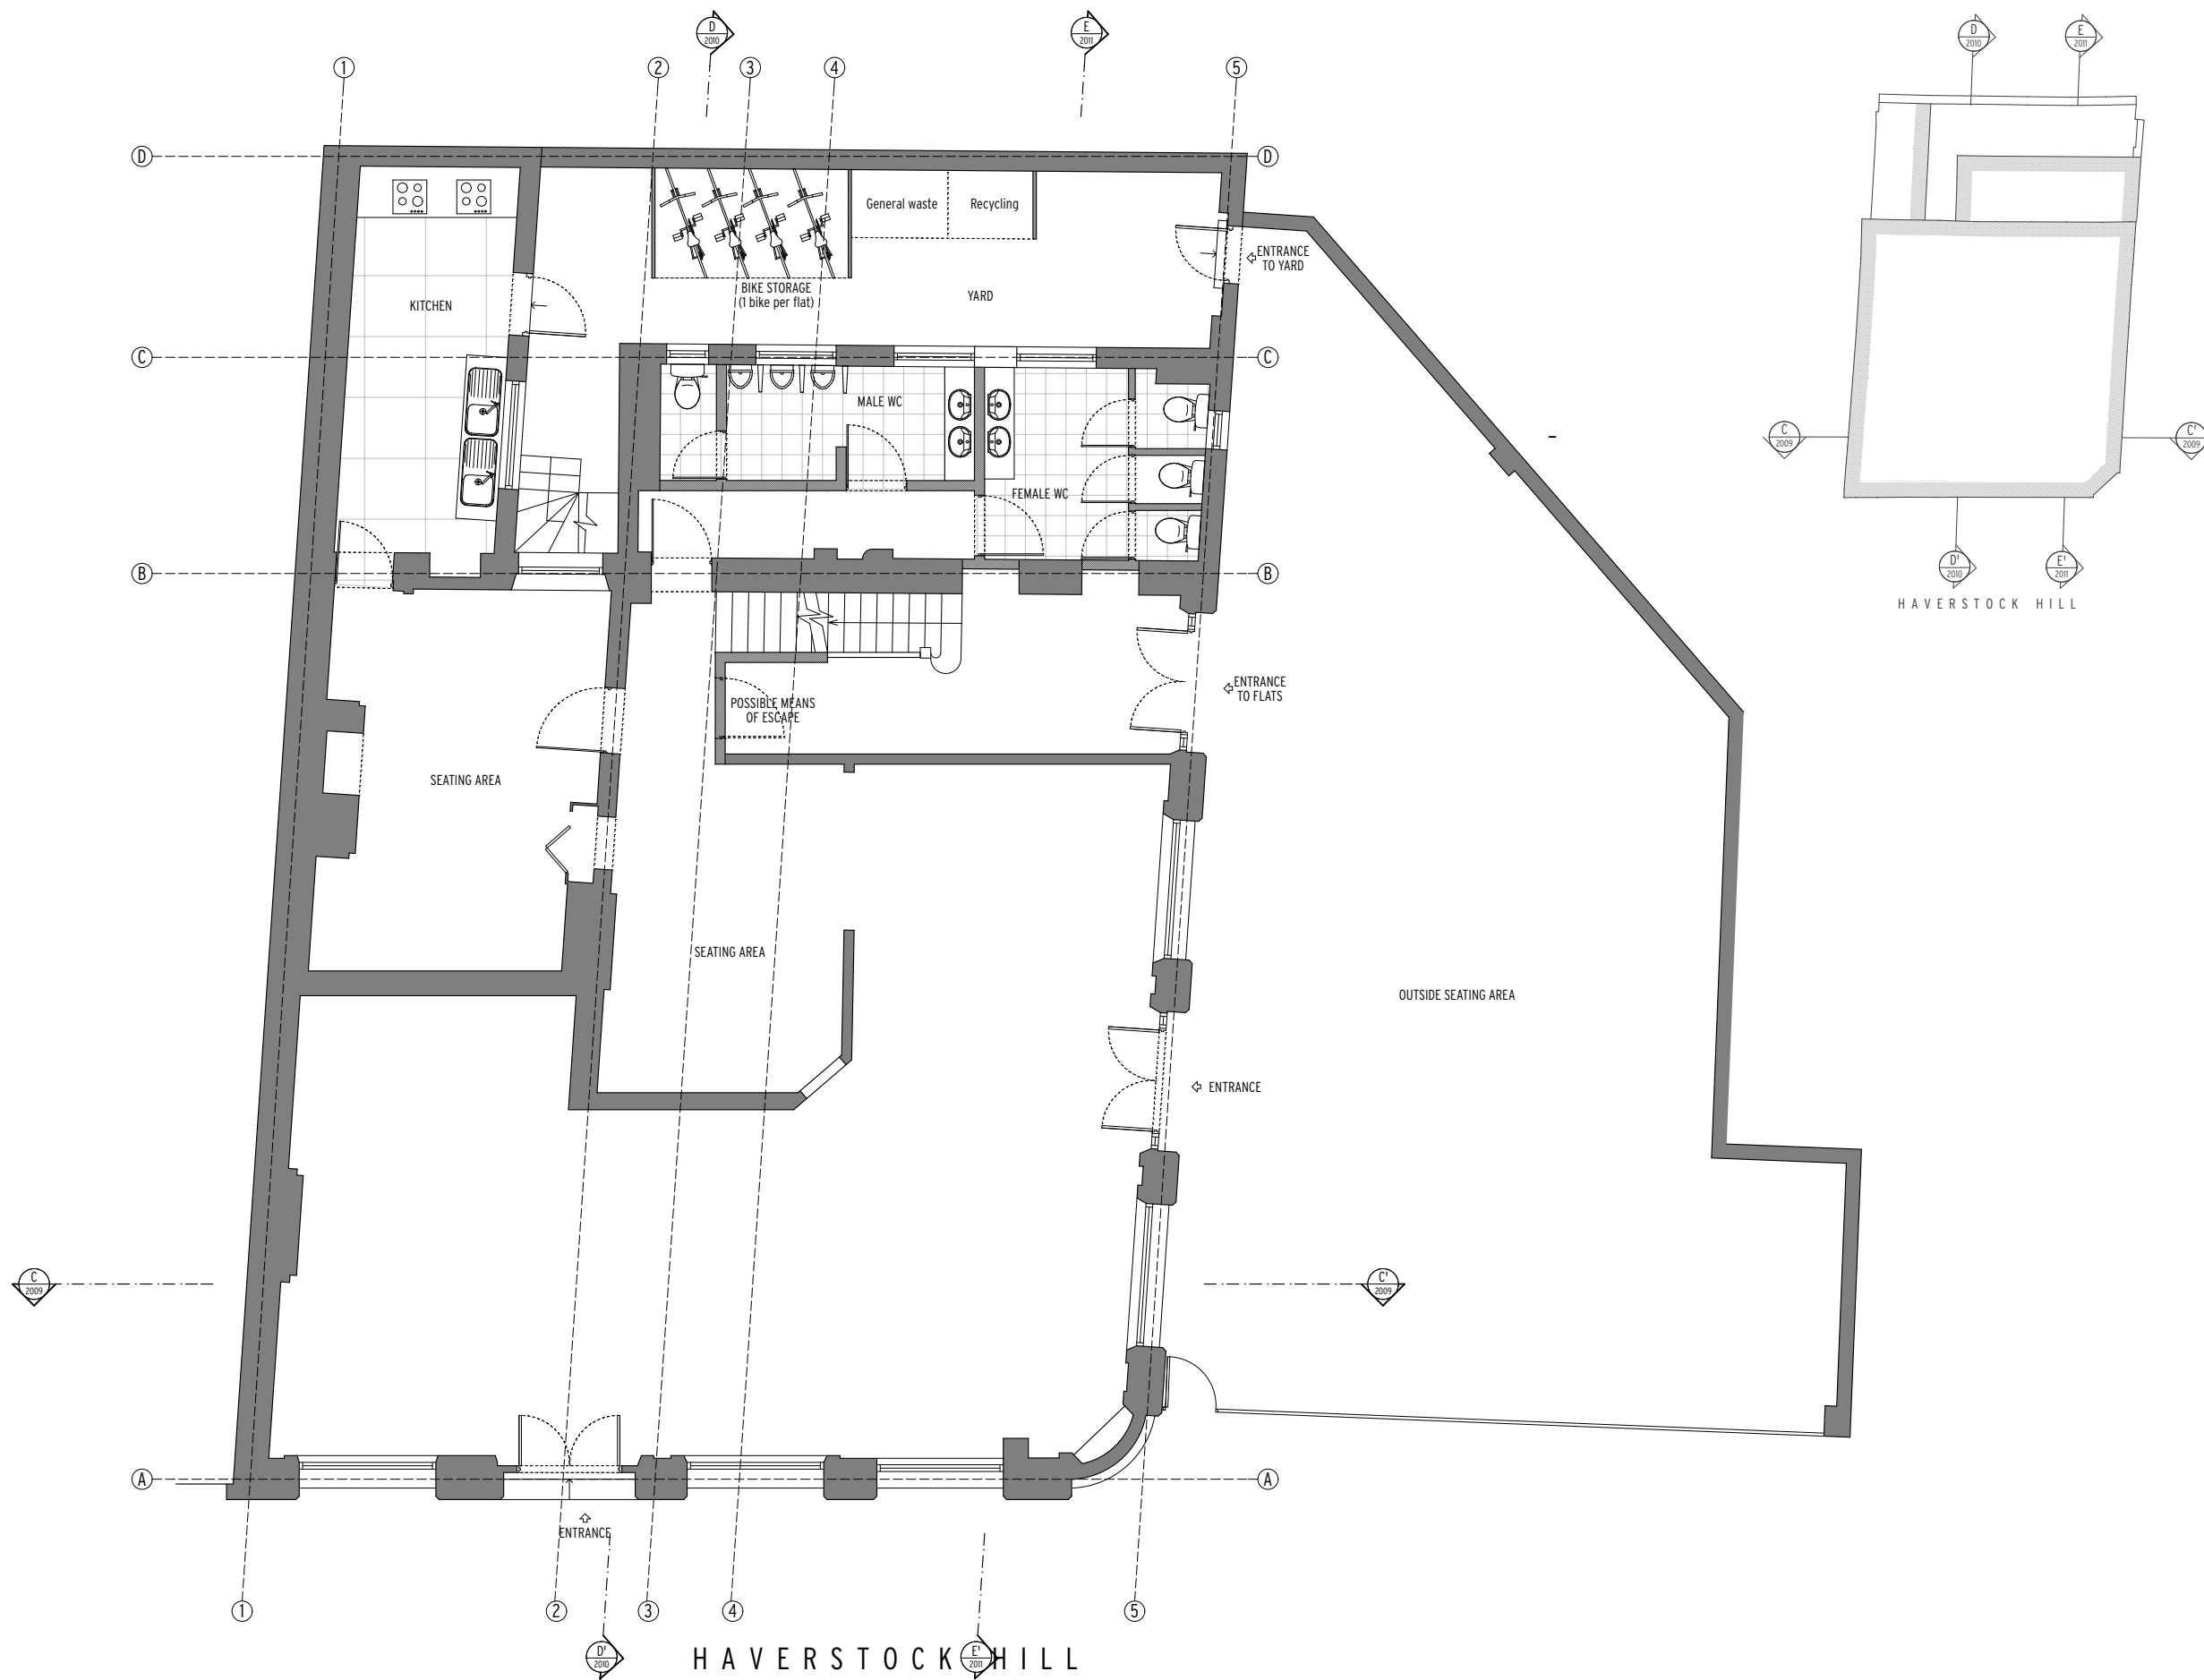 D
2010
E
2011
D
2010
E
2011
1
2
3
4
5
D
D
General waste
Recycling
ENTRANCE
TO YARD
BIKE STORAGE
(1 bike per flat)
YARD
KITCHEN
C
C
MALE WC
C
2009
C'
2009
FEMALE WC
B
B
D'
2010
E'
2011
HAVERSTOCK HILL
ENTRANCE
TO FLATS
POSSIBLE MEANS
OF ESCAPE
SEATING AREA
SEATING AREA
OUTSIDE SEATING AREA
ENTRANCE
C
2009
C'
2009
A
A
ENTRANCE
1
2
3
4
5
D'
2010
E'
2011
HAVERSTOCK HILL